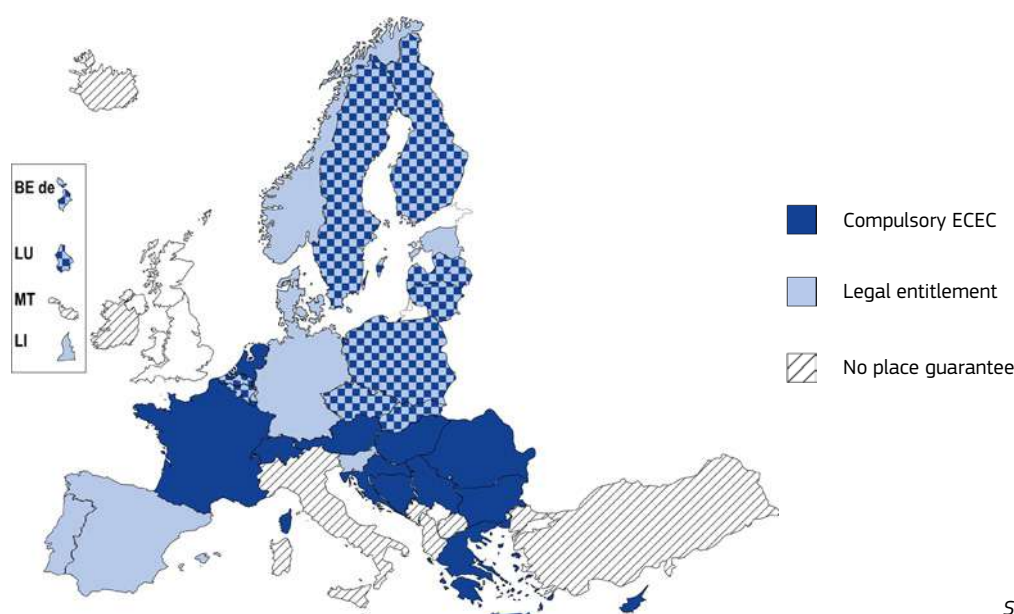 BE de
LU
MT
LI
Compulsory ECEC
Legal entitlement
No place guarantee
S